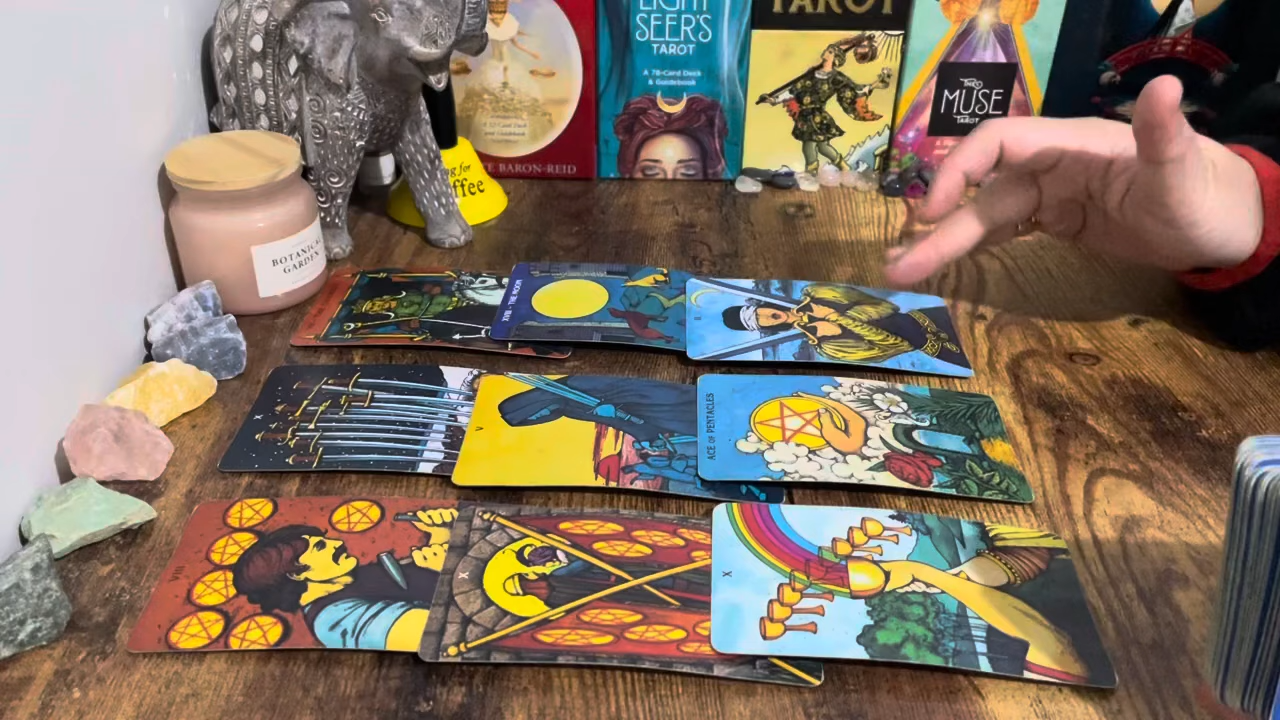 LIGHT
SEER'S
TAROT
A 78-Card Deck
& Guidebook
TAROT
THE
MUSE
TAROT
BARON-REID
ffee
BOTANICAL
GARDEN
XVIII - THE MOON
II
X
V
ACE OF PENTACLES
VIII
X
X